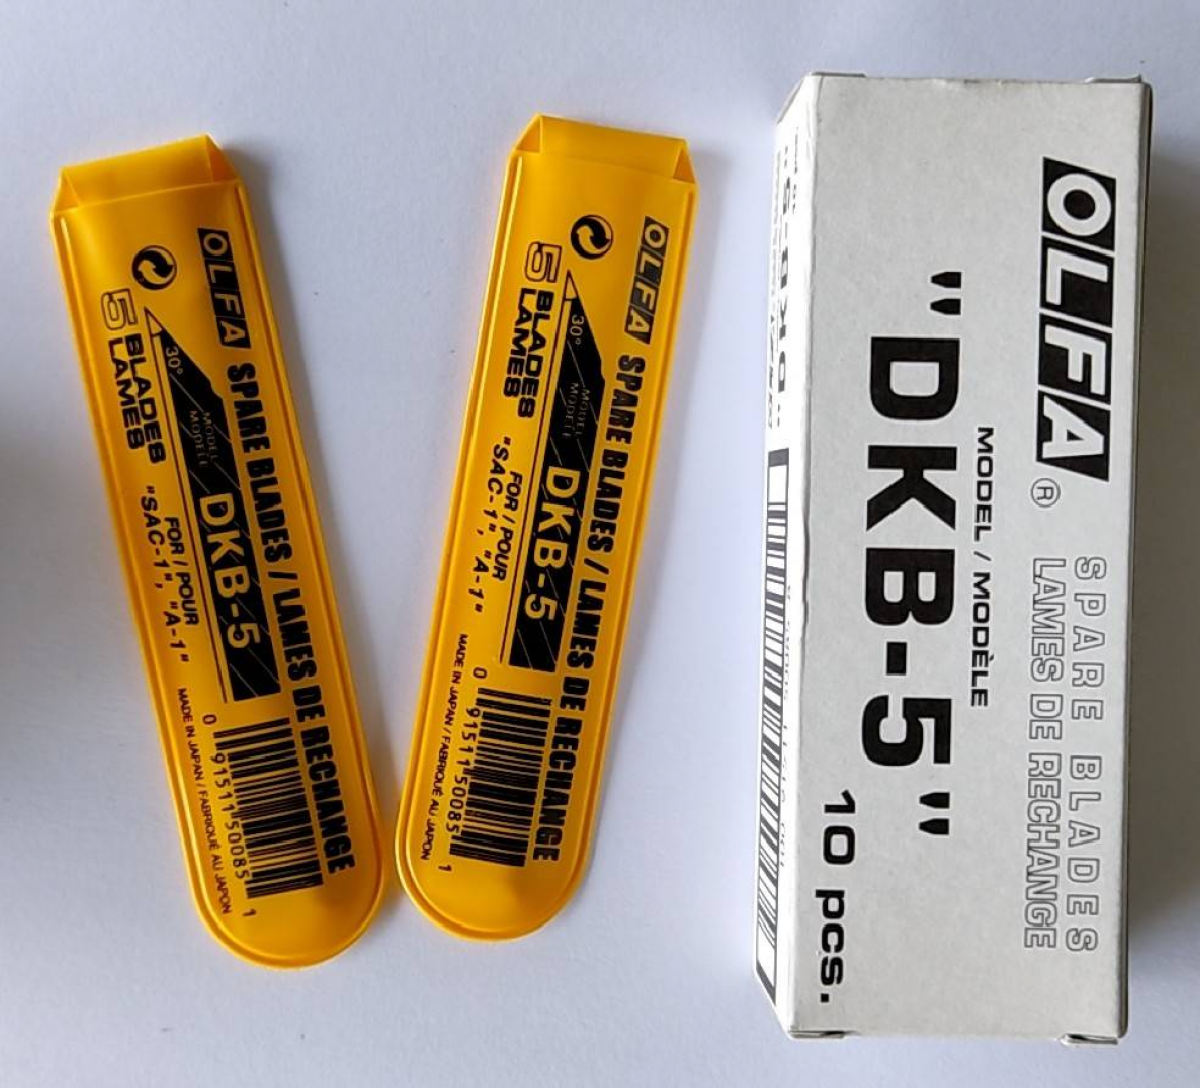 OLFA SPARE BLADES / LAMES DE RECHANGE
30°
MODEL
MODÈLE
DKB-5
5 BLADES
LAMES
FOR / POUR
"SAC-1", "A-1"
MADE IN JAPAN / FABRIQUÉ AU JAPON
0 91511 50085 1
OLFA SPARE BLADES / LAMES DE RECHANGE
30°
MODEL
MODÈLE
DKB-5
5 BLADES
LAMES
FOR / POUR
"SAC-1", "A-1"
MADE IN JAPAN / FABRIQUÉ AU JAPON
0 91511 50085 1
OLFA® SPARE BLADES
LAMES DE RECHANGE
MODEL / MODÈLE
"DKB-5"
10 pcs.